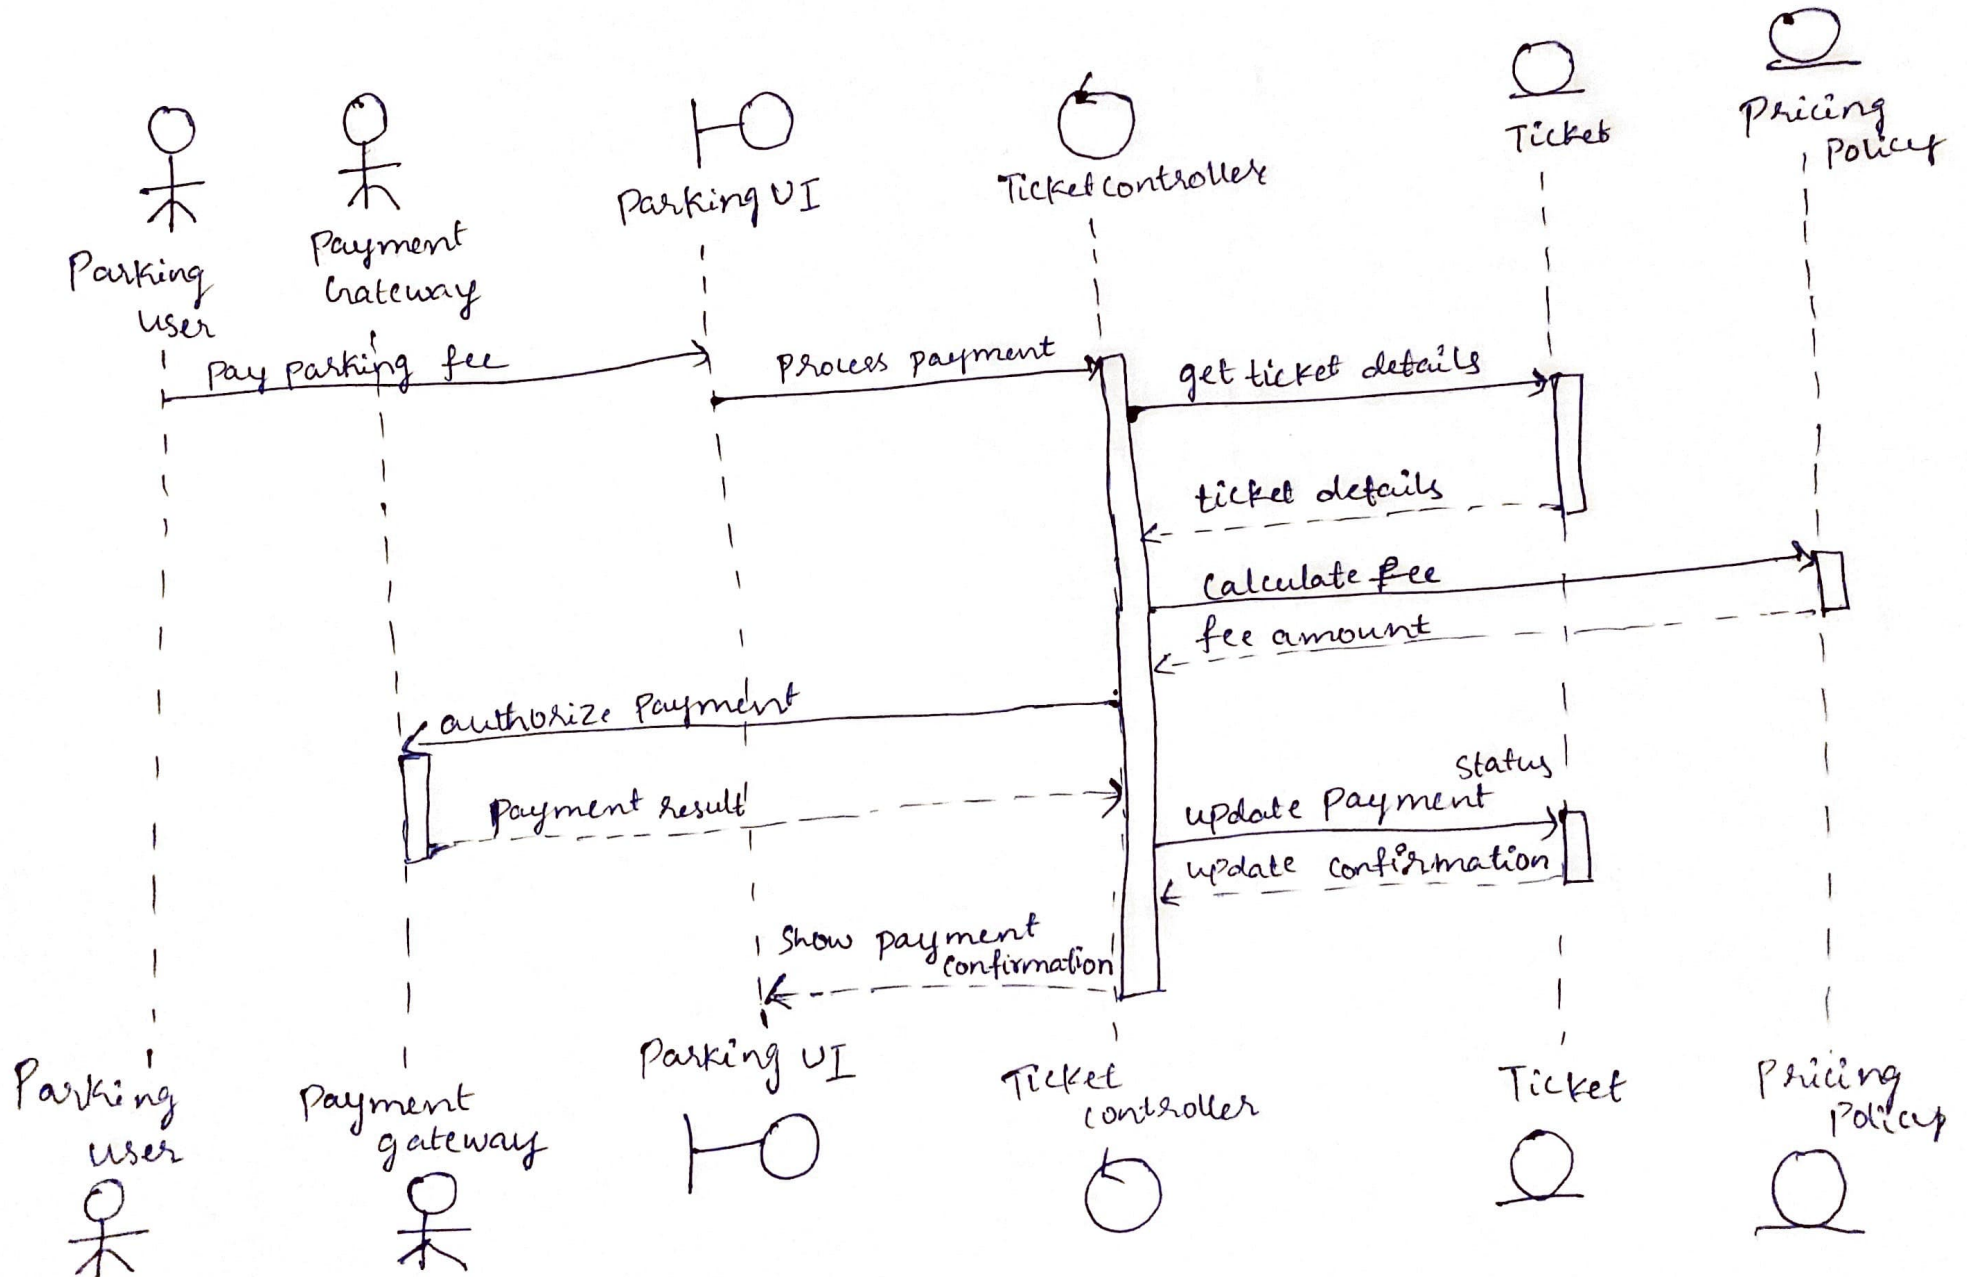 Ticket
Pricing
Policy
Parking UI
Ticketcontroller
Payment
Gateway
Parking
user
pay parking fee
process payment
get ticket details
ticket details
Calculate fee
fee amount
authorize payment
status
payment result
update payment
update confirmation
Show payment
confirmation
Parking UI
Ticket
controller
Ticket
Pricing
Policy
Parking
user
Payment
gateway